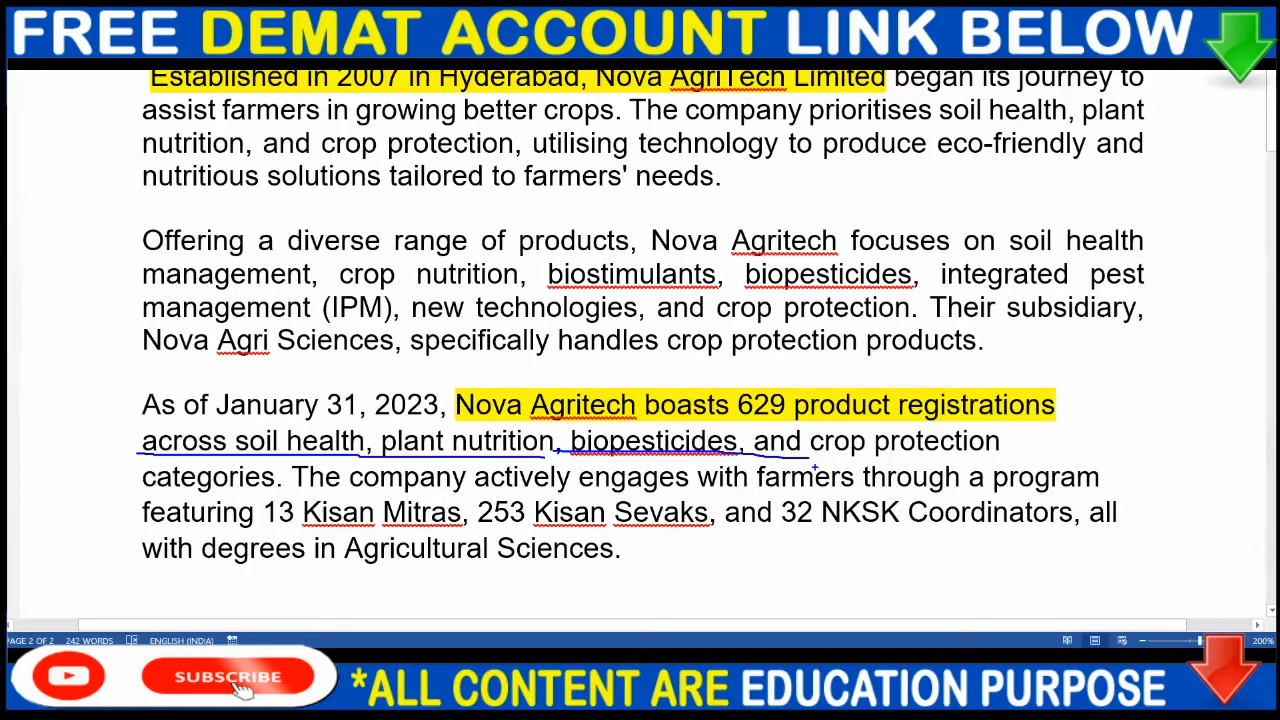 FREE DEMAT ACCOUNT LINK BELOW
Established in 2007 in Hyderabad, Nova AgriTech Limited began its journey to
assist farmers in growing better crops. The company prioritises soil health, plant
nutrition, and crop protection, utilising technology to produce eco-friendly and
nutritious solutions tailored to farmers' needs.
Offering a diverse range of products, Nova Agritech focuses on soil health
management, crop nutrition, biostimulants, biopesticides, integrated pest
management (IPM), new technologies, and crop protection. Their subsidiary,
Nova Agri Sciences, specifically handles crop protection products.
As of January 31, 2023, Nova Agritech boasts 629 product registrations
across soil health, plant nutrition, biopesticides, and crop protection
categories. The company actively engages with farmers through a program
featuring 13 Kisan Mitras, 253 Kisan Sevaks, and 32 NKSK Coordinators, all
with degrees in Agricultural Sciences.
PAGE 2 OF 2 242 WORDS ENGLISH (INDIA) 200%
SUBSCRIBE
*ALL CONTENT ARE EDUCATION PURPOSE